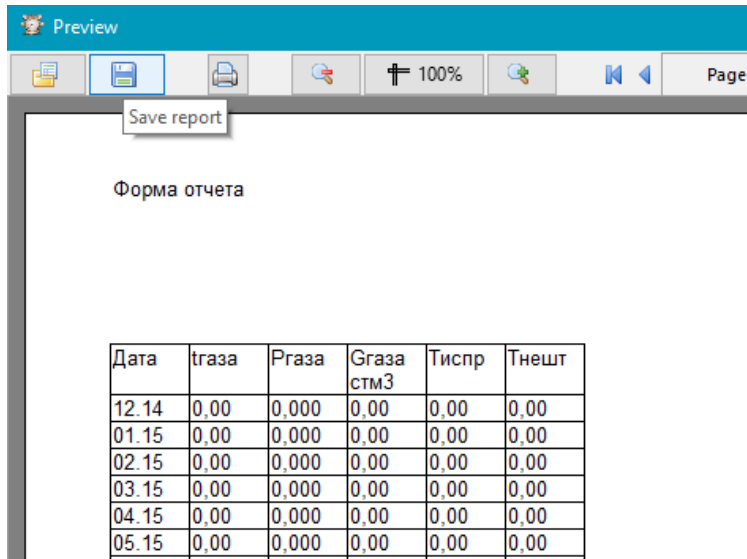 Preview
100%
Page
Save report
Форма отчета
Дата tгаза Pгаза Gгаза Tиспр Tнешт
стм3
12.14 0,00 0,000 0,00 0,00 0,00
01.15 0,00 0,000 0,00 0,00 0,00
02.15 0,00 0,000 0,00 0,00 0,00
03.15 0,00 0,000 0,00 0,00 0,00
04.15 0,00 0,000 0,00 0,00 0,00
05.15 0,00 0,000 0,00 0,00 0,00